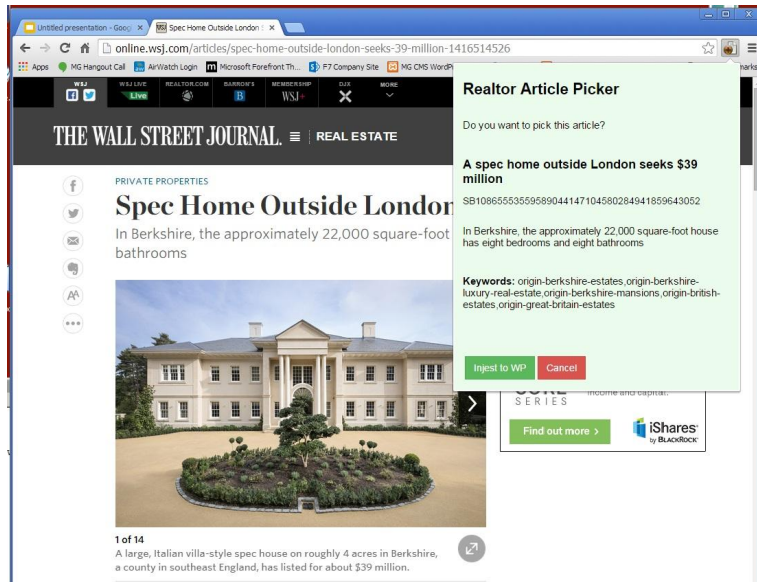 Untitled presentation - Googl
Spec Home Outside London S
online.wsj.com/articles/spec-home-outside-london-seeks-39-million-1416514526
Apps MG Hangout Call AirWatch Login Microsoft Forefront Th... F7 Company Site MG CMS WordP
marks
WSJ WSJ LIVE REALTOR.COM BARRON'S MEMBERSHIP DJX MORE
Live B WSJ+
THE WALL STREET JOURNAL. REAL ESTATE
PRIVATE PROPERTIES
Spec Home Outside London
In Berkshire, the approximately 22,000 square-foot
bathrooms
AA
1 of 14
A large, Italian villa-style spec house on roughly 4 acres in Berkshire,
a county in southeast England, has listed for about $39 million.
Realtor Article Picker
Do you want to pick this article?
A spec home outside London seeks $39
million
SB10865553559589044147104580284941859643052
In Berkshire, the approximately 22,000 square-foot house
has eight bedrooms and eight bathrooms
Keywords: origin-berkshire-estates,origin-berkshire-
luxury-real-estate,origin-berkshire-mansions,origin-british-
estates,origin-great-britain-estates
Injest to WP Cancel
income and capital.
SERIES
Find out more >
iShares
by BLACKROCK